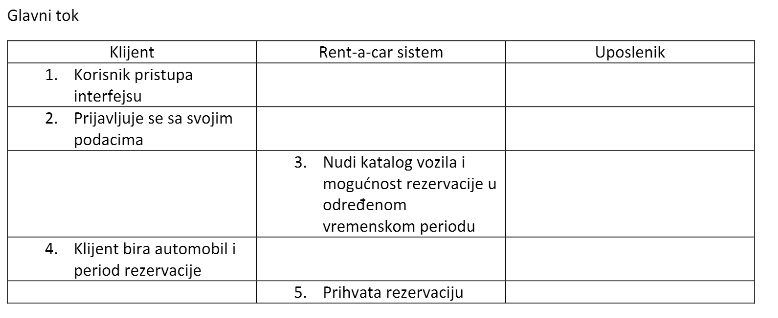 Glavni tok
Klijent Rent-a-car sistem Uposlenik
1. Korisnik pristupa
interfejsu
2. Prijavljuje se sa svojim
podacima
3. Nudi katalog vozila i
mogućnost rezervacije u
određenom
vremenskom periodu
4. Klijent bira automobil i
period rezervacije
5. Prihvata rezervaciju